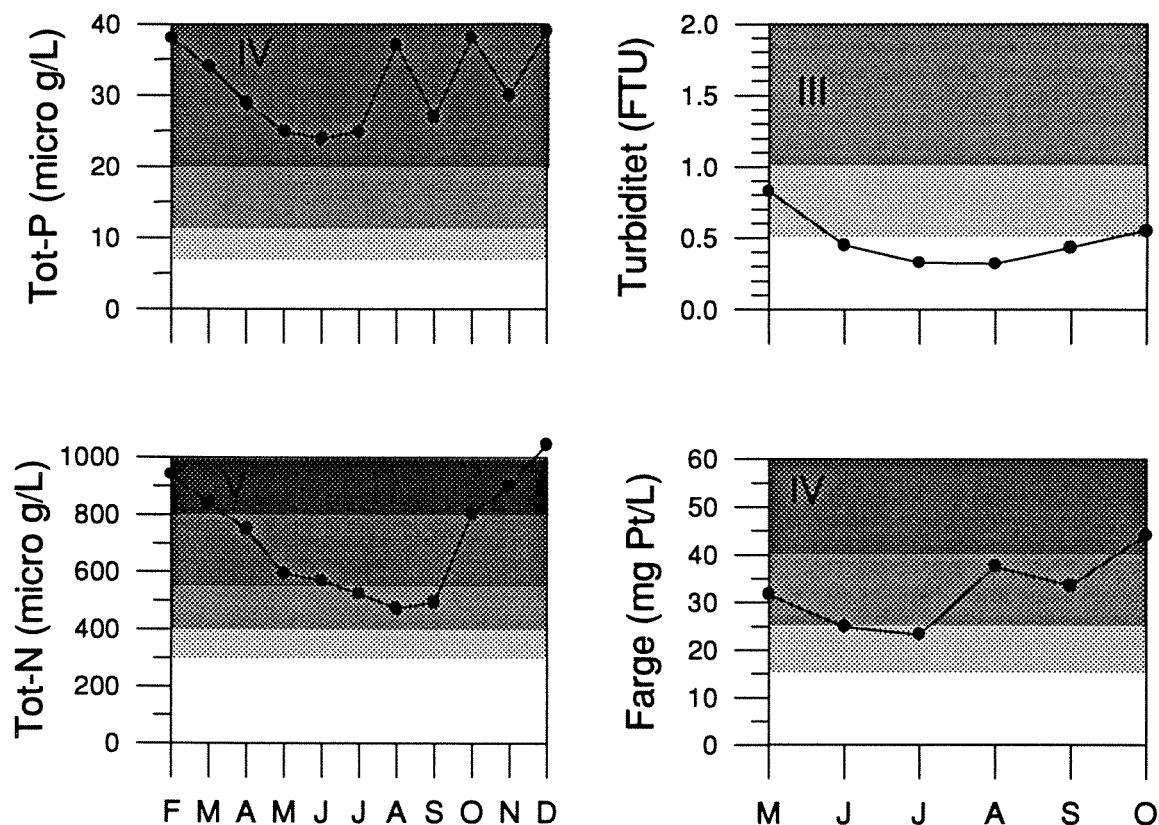 Tot-P (micro g/L)
40
30
20
10
0
IV
Turbiditet (FTU)
2.0
1.5
1.0
0.5
0.0
III
Tot-N (micro g/L)
1000
800
600
400
200
0
V
F M A M J J A S O N D
Farge (mg Pt/L)
60
50
40
30
20
10
0
IV
M J J A S O